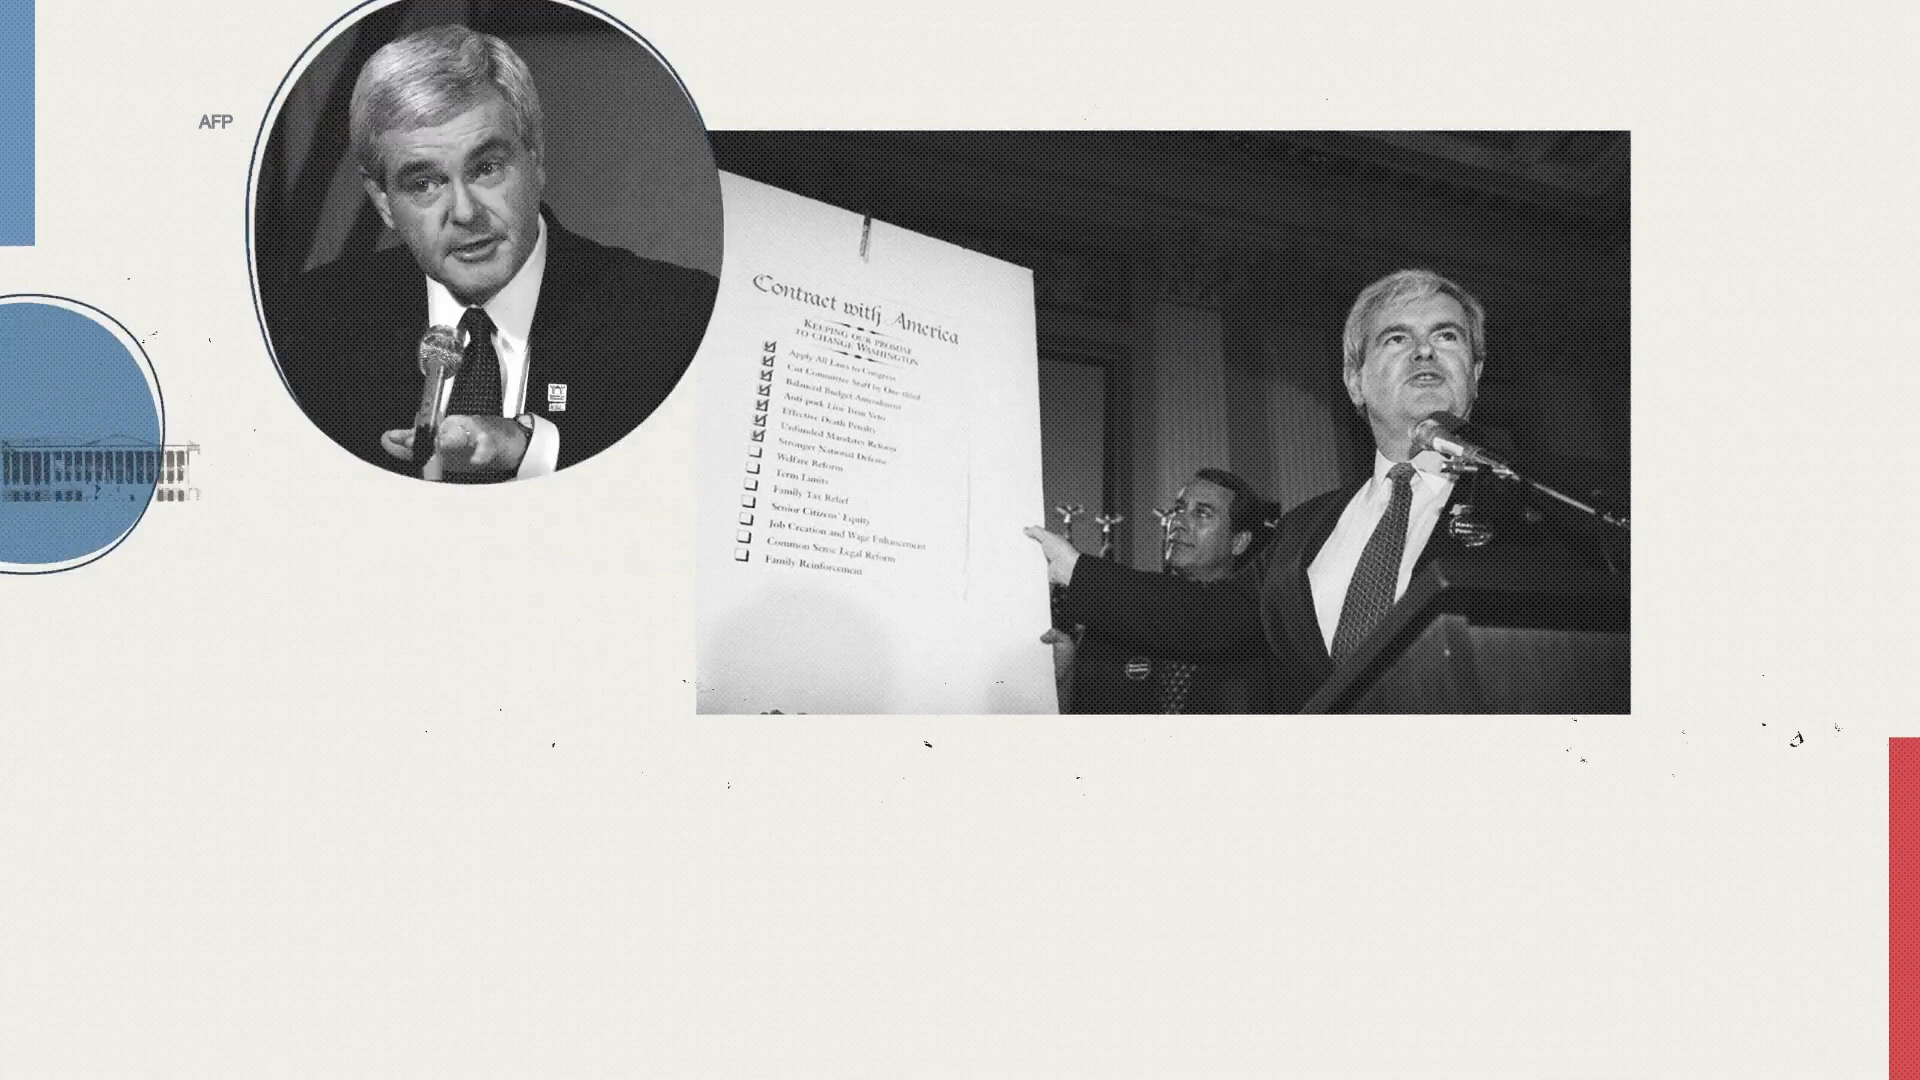 AFP
Contract with America
KEEPING OUR PROMISE
TO CHANGE WASHINGTON
Apply All Laws to Congress
Cut Committee Staff by One third
Balanced Budget Amendment
Anti-pork Line Item Veto
Effective Death Penalty
Unfunded Mandates Reform
Stronger National Defense
Welfare Reform
Term Limits
Family Tax Relief
Senior Citizens' Equity
Job Creation and Wage Enhancement
Common Sense Legal Reform
Family Reinforcement